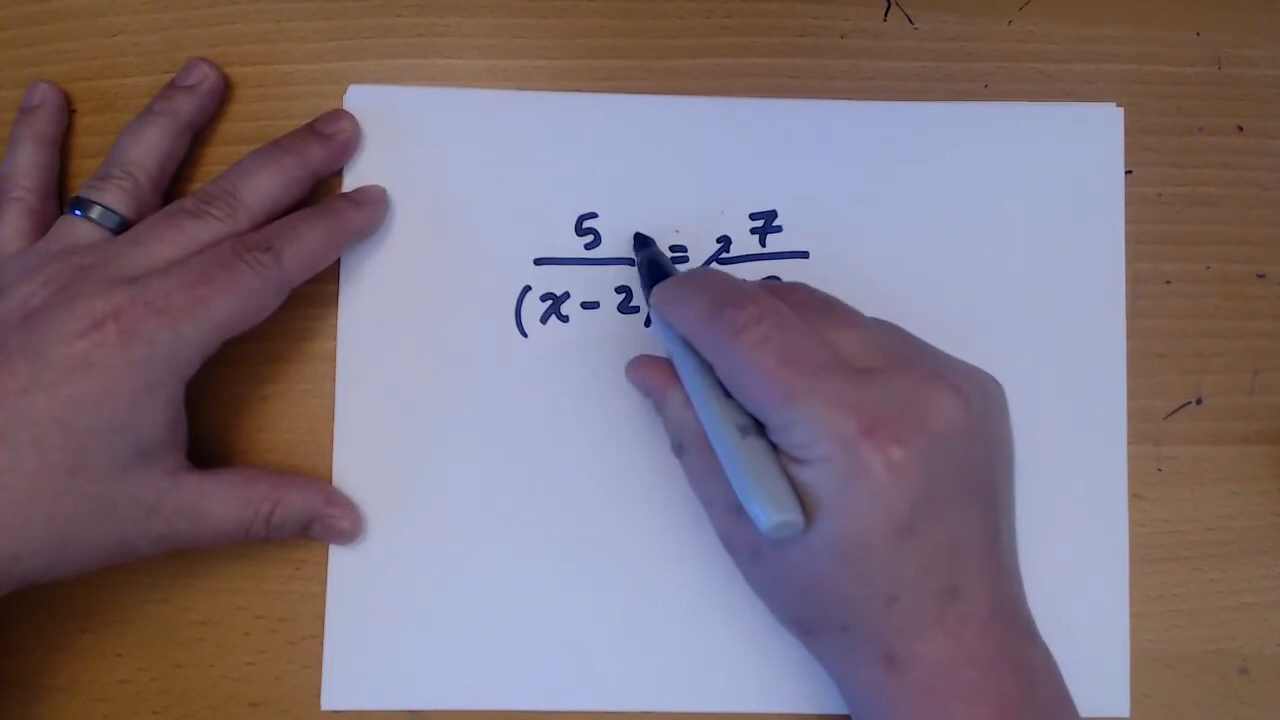 5 = 7
(x - 2)